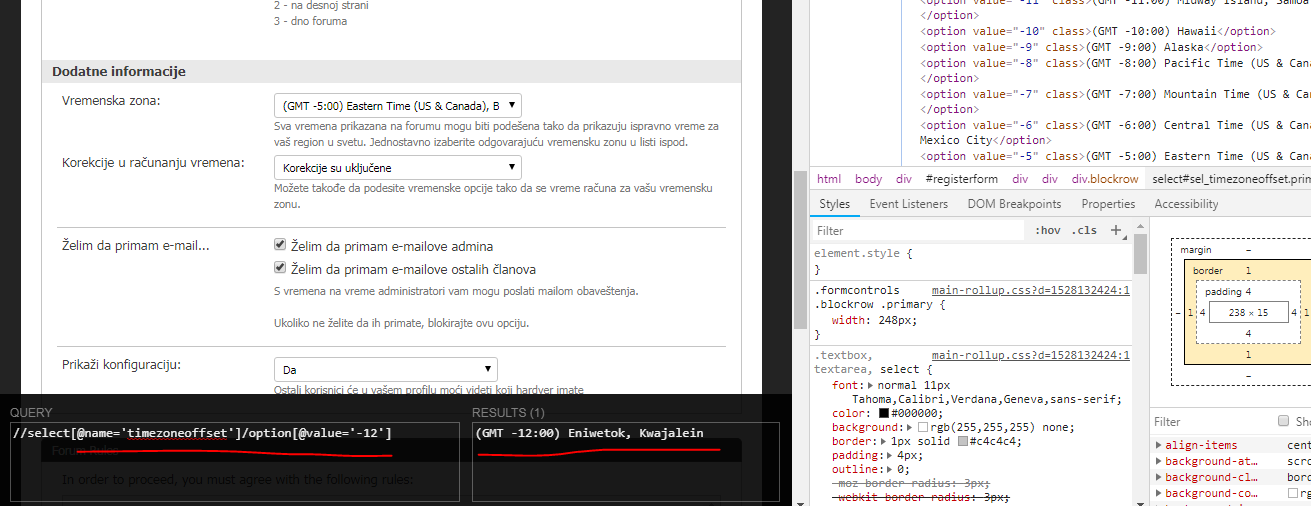 2 - na desnoj strani
3 - dno foruma
Dodatne informacije
Vremenska zona:
(GMT -5:00) Eastern Time (US & Canada), B
Sva vremena prikazana na forumu mogu biti podešena tako da prikazuju ispravno vreme za
vaš region u svetu. Jednostavno izaberite odgovarajuću vremensku zonu u listi ispod.
Korekcije u računanju vremena:
Korekcije su uključene
Možete takođe da podesite vremenske opcije tako da se vreme računa za vašu vremensku
zonu.
Želim da primam e-mail...
Želim da primam e-mailove admina
Želim da primam e-mailove ostalih članova
S vremena na vreme administratori vam mogu poslati mailom obaveštenja.
Ukoliko ne želite da ih primate, blokirajte ovu opciju.
Prikaži konfiguraciju:
Da
Ostali korisnici će u vašem profilu moći videti koji hardver imate
QUERY
//select[@name='timezoneoffset']/option[@value='-12']
RESULTS (1)
(GMT -12:00) Eniwetok, Kwajalein
Forum Rules
In order to proceed, you must agree with the following rules:
<option value="-11" class>(GMT -11:00) Midway Island, Samoa
</option>
<option value="-10" class>(GMT -10:00) Hawaii</option>
<option value="-9" class>(GMT -9:00) Alaska</option>
<option value="-8" class>(GMT -8:00) Pacific Time (US & Cana
</option>
<option value="-7" class>(GMT -7:00) Mountain Time (US & Can
</option>
<option value="-6" class>(GMT -6:00) Central Time (US & Cana
Mexico City</option>
<option value="-5" class>(GMT -5:00) Eastern Time (US & Cana
html body div #registerform div div div.blockrow select#sel_timezoneoffset.prim
Styles Event Listeners DOM Breakpoints Properties Accessibility
Filter :hov .cls +
element.style {
}
.formcontrols main-rollup.css?d=1528132424:1
.blockrow .primary {
width: 248px;
}
.textbox, main-rollup.css?d=1528132424:1
textarea, select {
font: normal 11px
Tahoma,Calibri,Verdana,Geneva,sans-serif;
color: #000000;
background: rgb(255,255,255) none;
border: 1px solid #c4c4c4;
padding: 4px;
outline: 0;
-moz-border-radius: 3px;
-webkit-border-radius: 3px;
margin –
border 1
padding 4
– 1 4 238 × 15 4 1
4
1
–
Filter Sho
align-items cent
background-at… scro
background-cl… bord
background-co… rg